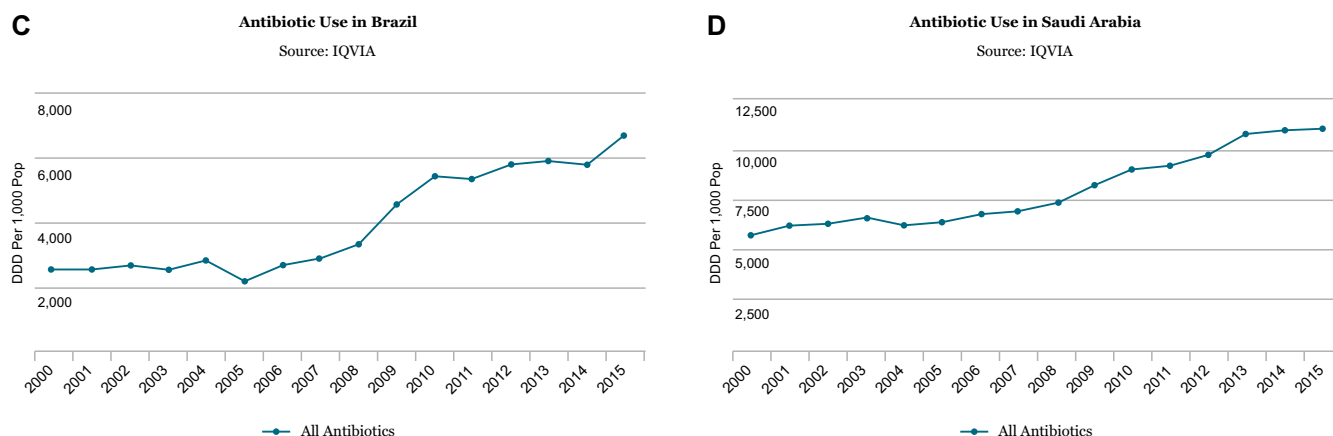 C
Antibiotic Use in Brazil
Source: IQVIA
8,000
6,000
4,000
2,000
DDD Per 1,000 Pop
2000 2001 2002 2003 2004 2005 2006 2007 2008 2009 2010 2011 2012 2013 2014 2015
All Antibiotics
D
Antibiotic Use in Saudi Arabia
Source: IQVIA
12,500
10,000
7,500
5,000
2,500
DDD Per 1,000 Pop
2000 2001 2002 2003 2004 2005 2006 2007 2008 2009 2010 2011 2012 2013 2014 2015
All Antibiotics